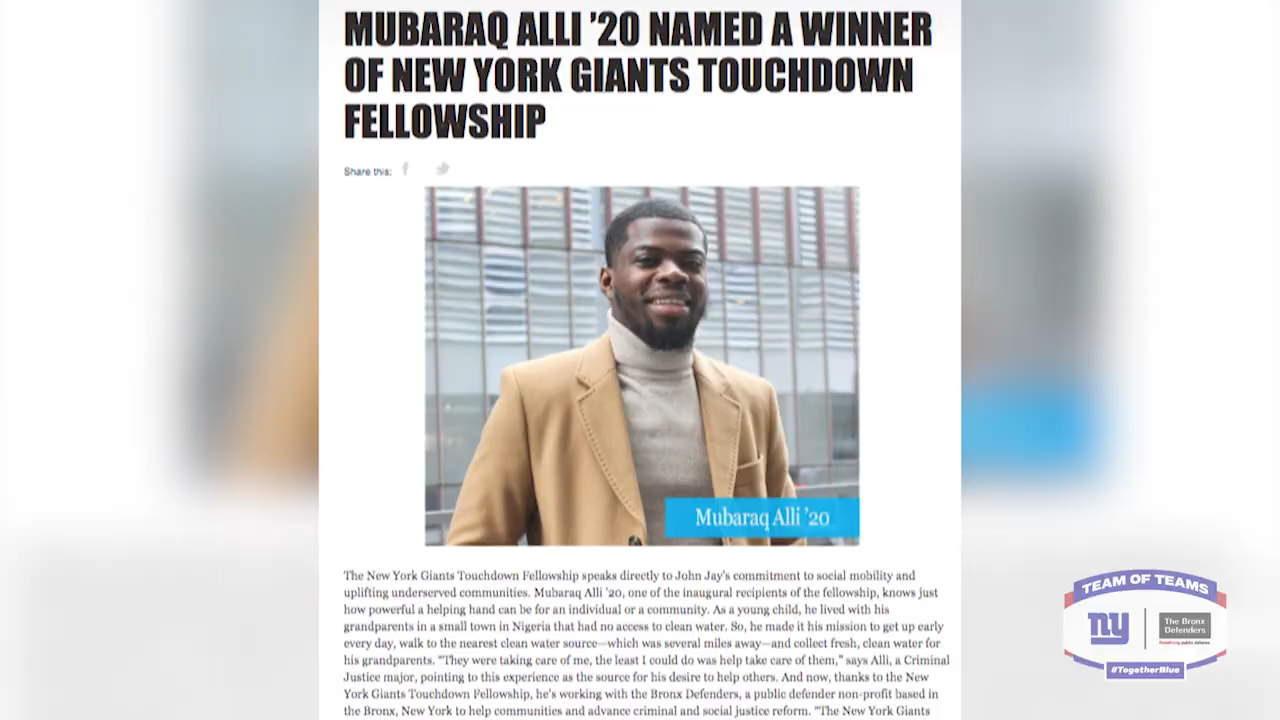 MUBARAQ ALLI ’20 NAMED A WINNER
OF NEW YORK GIANTS TOUCHDOWN
FELLOWSHIP
Share this:
Mubaraq Alli ’20
The New York Giants Touchdown Fellowship speaks directly to John Jay’s commitment to social mobility and
uplifting underserved communities. Mubaraq Alli ’20, one of the inaugural recipients of the fellowship, knows just
how powerful a helping hand can be for an individual or a community. As a young child, he lived with his
grandparents in a small town in Nigeria that had no access to clean water. So, he made it his mission to get up early
every day, walk to the nearest clean water source—which was several miles away—and collect fresh, clean water for
his grandparents. “They were taking care of me, the least I could do was help take care of them,” says Alli, a Criminal
Justice major, pointing to this experience as the source for his desire to help others. And now, thanks to the New
York Giants Touchdown Fellowship, he’s working with the Bronx Defenders, a public defender non-profit based in
the Bronx, New York to help communities and advance criminal and social justice reform. “The New York Giants
TEAM OF TEAMS
ny
The Bronx
Defenders
Redefining public defense
#TogetherBlue